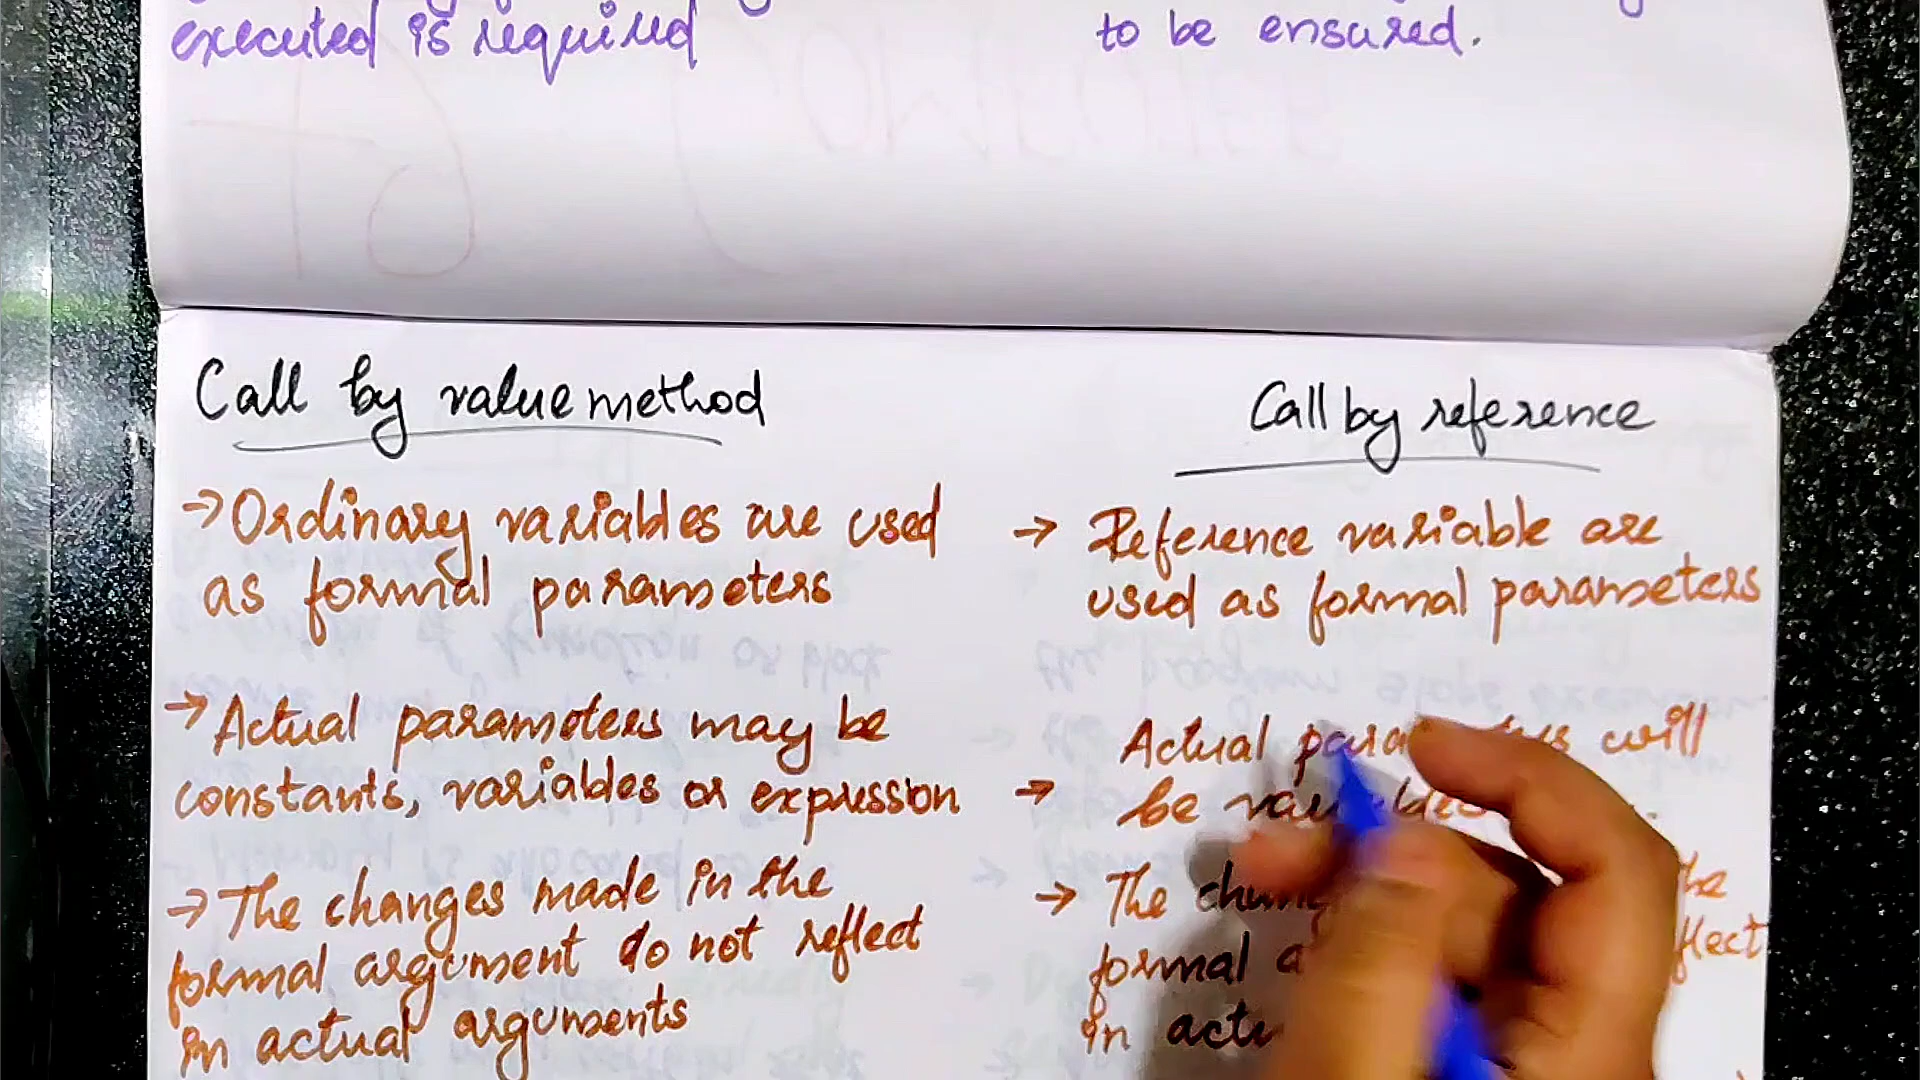 executed is required
to be ensured.
Call by value method
→ Ordinary variables are used
as formal parameters
→ Actual parameters may be
constants, variables or expression
→ The changes made in the
formal argument do not reflect
in actual arguments
Call by reference
→ Reference variable are
used as formal parameters
Actual will
→ be
→ The
formal
in